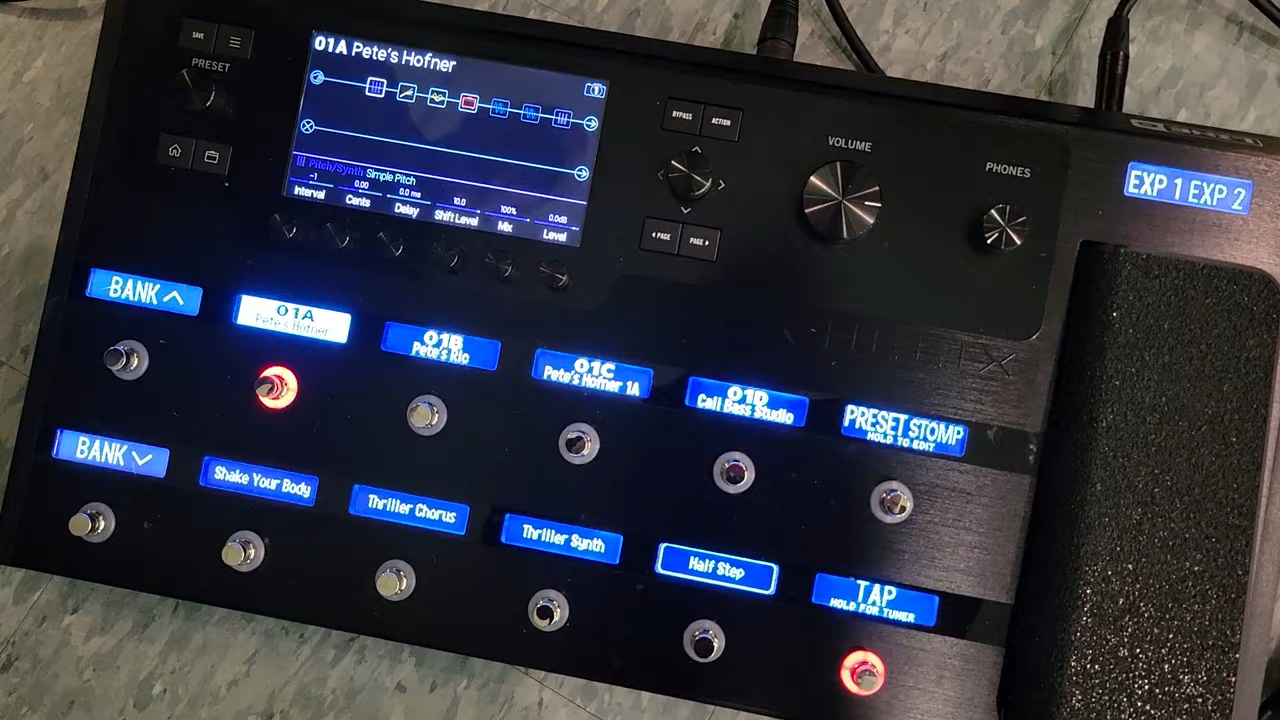 SAVE
PRESET
01A Pete's Hofner
Pitch/Synth Simple Pitch
-1
0.00
0.0 ms
10.0
100%
0.0dB
Interval
Cents
Delay
Shift Level
Mix
Level
BYPASS
ACTION
◄ PAGE
PAGE ►
VOLUME
PHONES
EXP 1 EXP 2
HELIX
BANK
01A
Pete's Hofner
01B
Pete's Ric
01C
Pete's Hofner 1A
01D
Cali Bass Studio
PRESET STOMP
HOLD TO EDIT
BANK
Shake Your Body
Thriller Chorus
Thriller Synth
Half Step
TAP
HOLD FOR TUNER